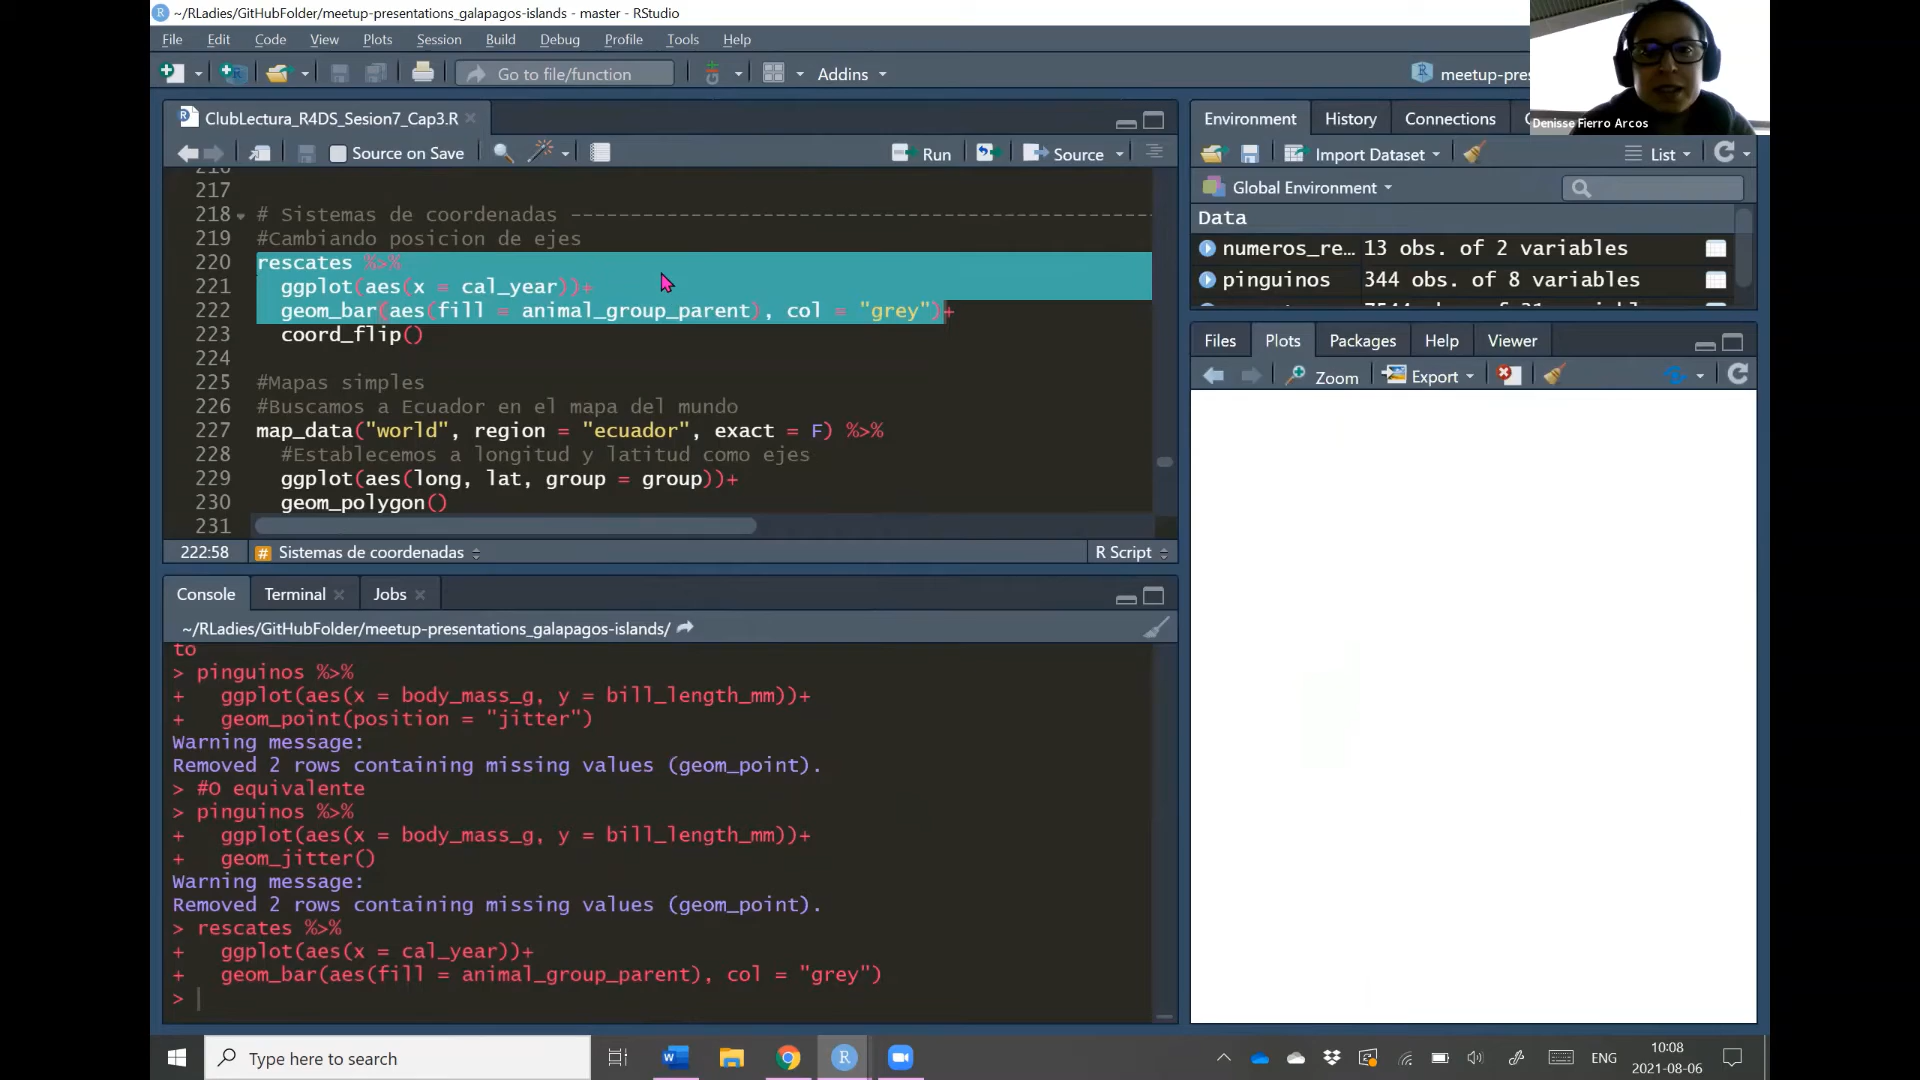 ~/RLadies/GitHubFolder/meetup-presentations_galapagos-islands - master - RStudio
File Edit Code View Plots Session Build Debug Profile Tools Help
Go to file/function Addins
Denisse Fierro Arcos
ClubLectura_R4DS_Sesion7_Cap3.R
Source on Save Run Source
217
218 # Sistemas de coordenadas -----------------------------------------------
219 #Cambiando posicion de ejes
220 rescates %>%
221 ggplot(aes(x = cal_year))+
222 geom_bar(aes(fill = animal_group_parent), col = "grey")+
223 coord_flip()
224
225 #Mapas simples
226 #Buscamos a Ecuador en el mapa del mundo
227 map_data("world", region = "ecuador", exact = F) %>%
228 #Establecemos a longitud y latitud como ejes
229 ggplot(aes(long, lat, group = group))+
230 geom_polygon()
231
222:58 # Sistemas de coordenadas R Script
Console Terminal Jobs
~/RLadies/GitHubFolder/meetup-presentations_galapagos-islands/
to
> pinguinos %>%
+ ggplot(aes(x = body_mass_g, y = bill_length_mm))+
+ geom_point(position = "jitter")
Warning message:
Removed 2 rows containing missing values (geom_point).
> #O equivalente
> pinguinos %>%
+ ggplot(aes(x = body_mass_g, y = bill_length_mm))+
+ geom_jitter()
Warning message:
Removed 2 rows containing missing values (geom_point).
> rescates %>%
+ ggplot(aes(x = cal_year))+
+ geom_bar(aes(fill = animal_group_parent), col = "grey")
>
Environment History Connections
Import Dataset List
Global Environment
Data
numeros_re... 13 obs. of 2 variables
pinguinos 344 obs. of 8 variables
Files Plots Packages Help Viewer
Zoom Export
Type here to search
ENG
10:08
2021-08-06